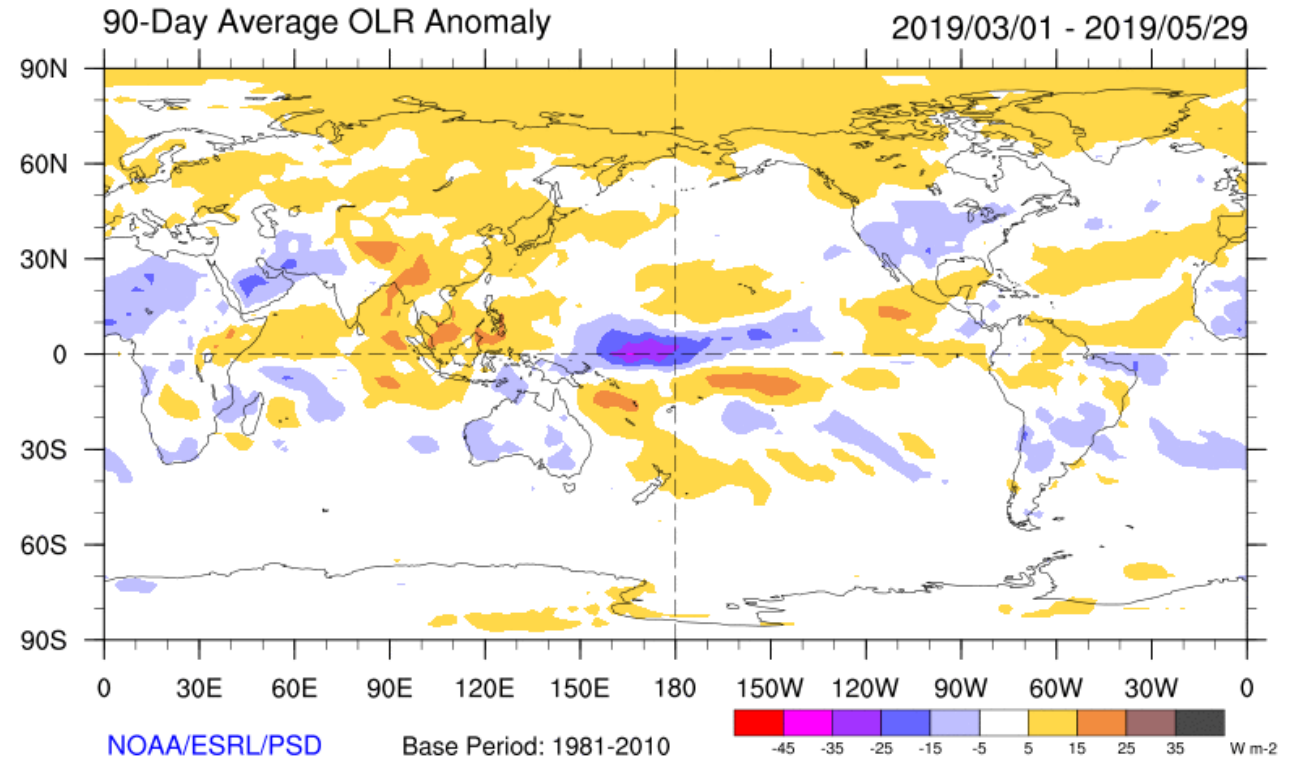 90-Day Average OLR Anomaly 2019/03/01 - 2019/05/29
90N
60N
30N
0
30S
60S
90S
0 30E 60E 90E 120E 150E 180 150W 120W 90W 60W 30W 0
NOAA/ESRL/PSD Base Period: 1981-2010
-45 -35 -25 -15 -5 5 15 25 35 W m-2